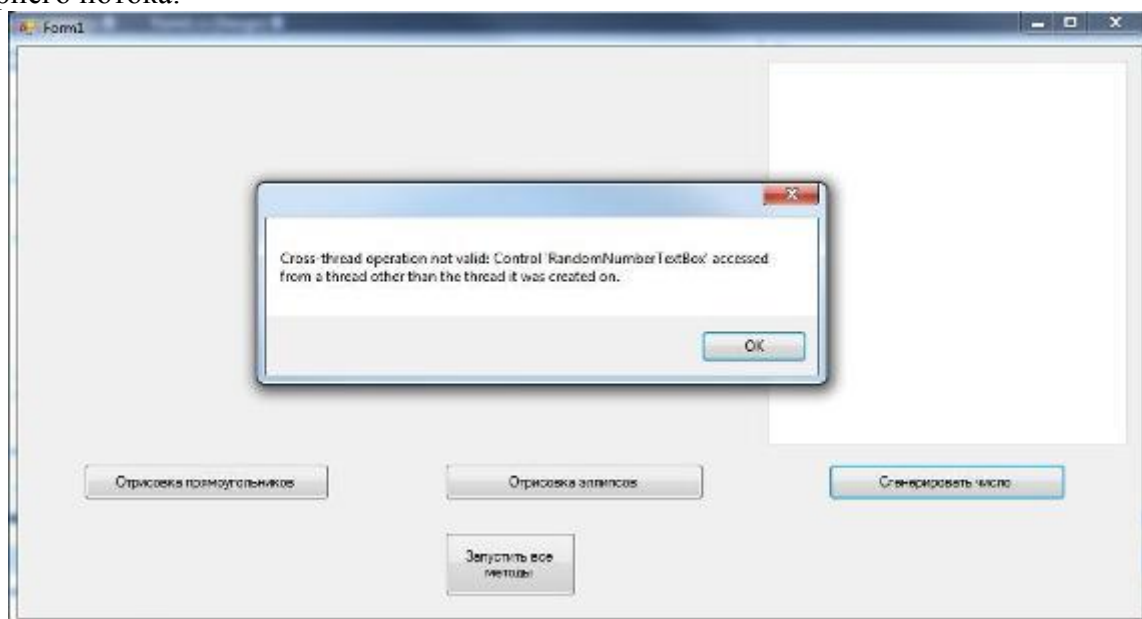 потока.
Form1
Cross-thread operation not valid: Control 'RandomNumberTextBox' accessed
from a thread other than the thread it was created on.
OK
Отрисовка прямоугольников
Отрисовка эллипсов
Сгенерировать число
Запустить все
методы